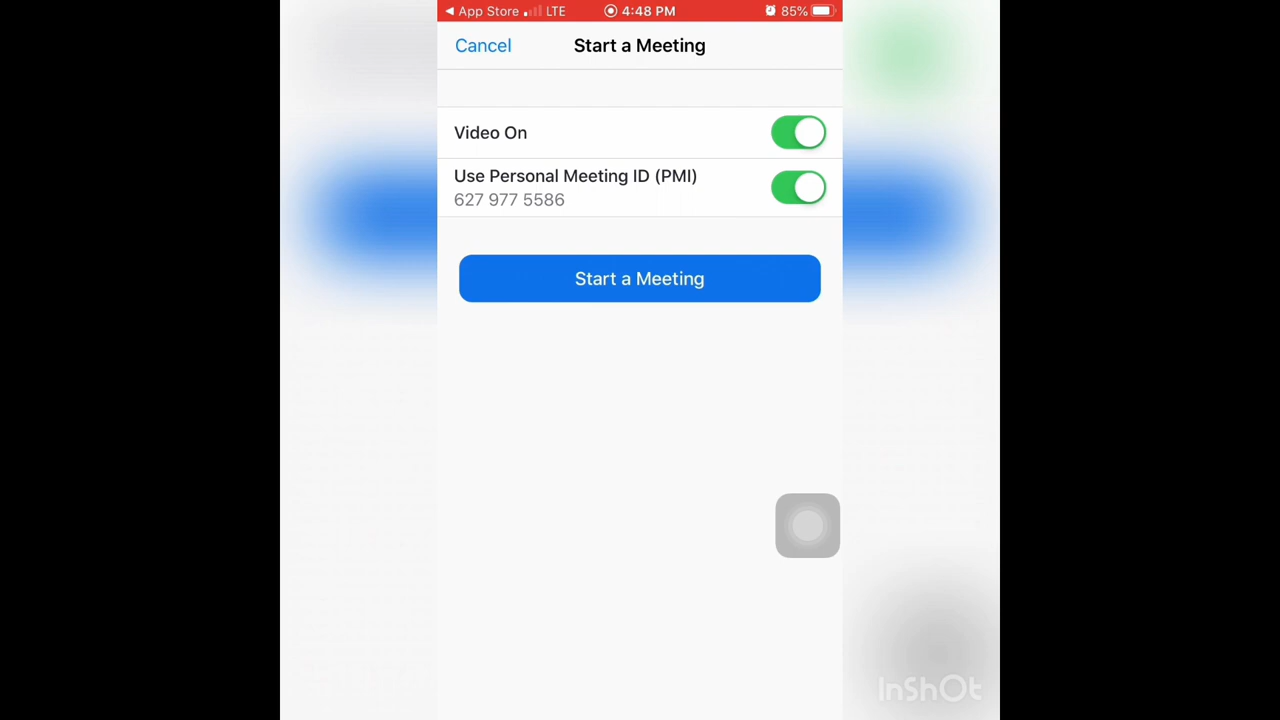 ◀ App Store LTE 4:48 PM 85%
Cancel Start a Meeting
Video On
Use Personal Meeting ID (PMI)
627 977 5586
Start a Meeting
InShOt